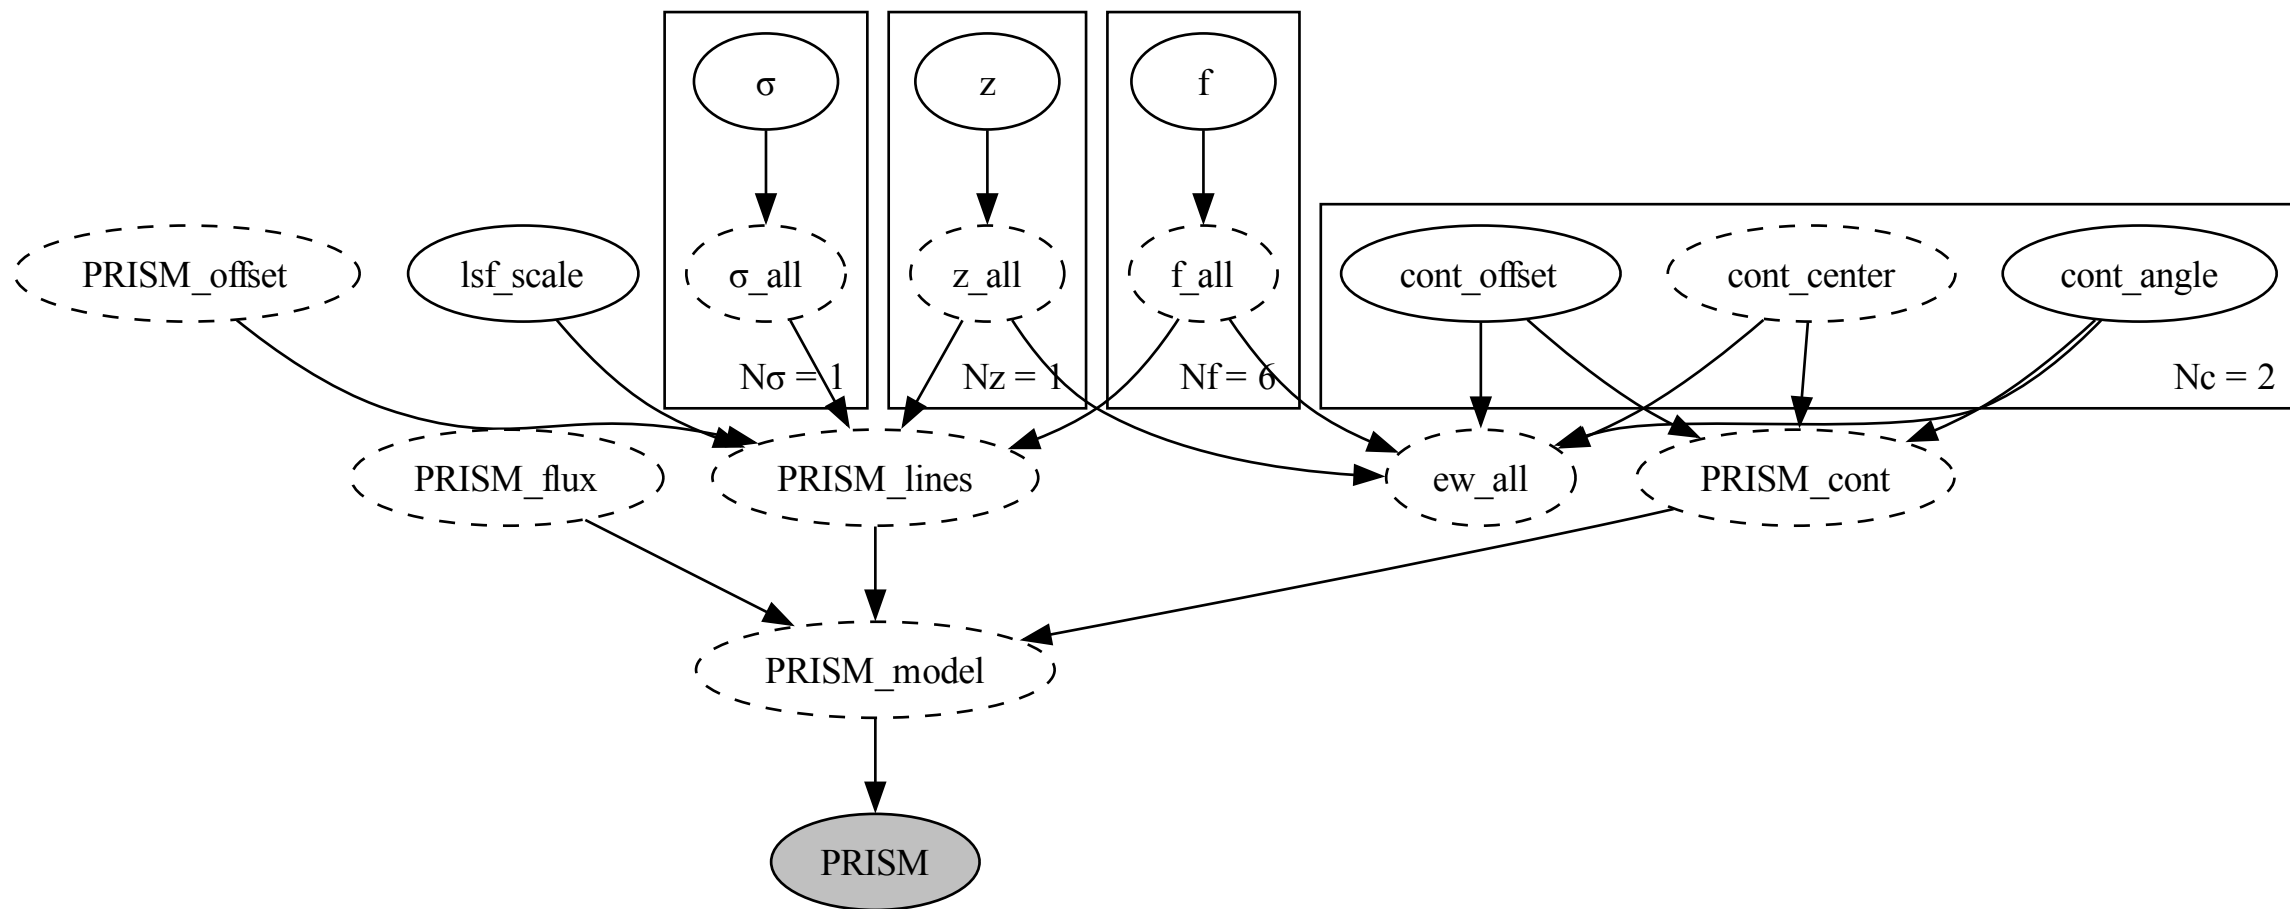 σ
z
f
PRISM_offset
lsf_scale
σ_all
z_all
f_all
cont_offset
cont_center
cont_angle
Nσ = 1
Nz = 1
Nf = 6
Nc = 2
PRISM_flux
PRISM_lines
ew_all
PRISM_cont
PRISM_model
PRISM